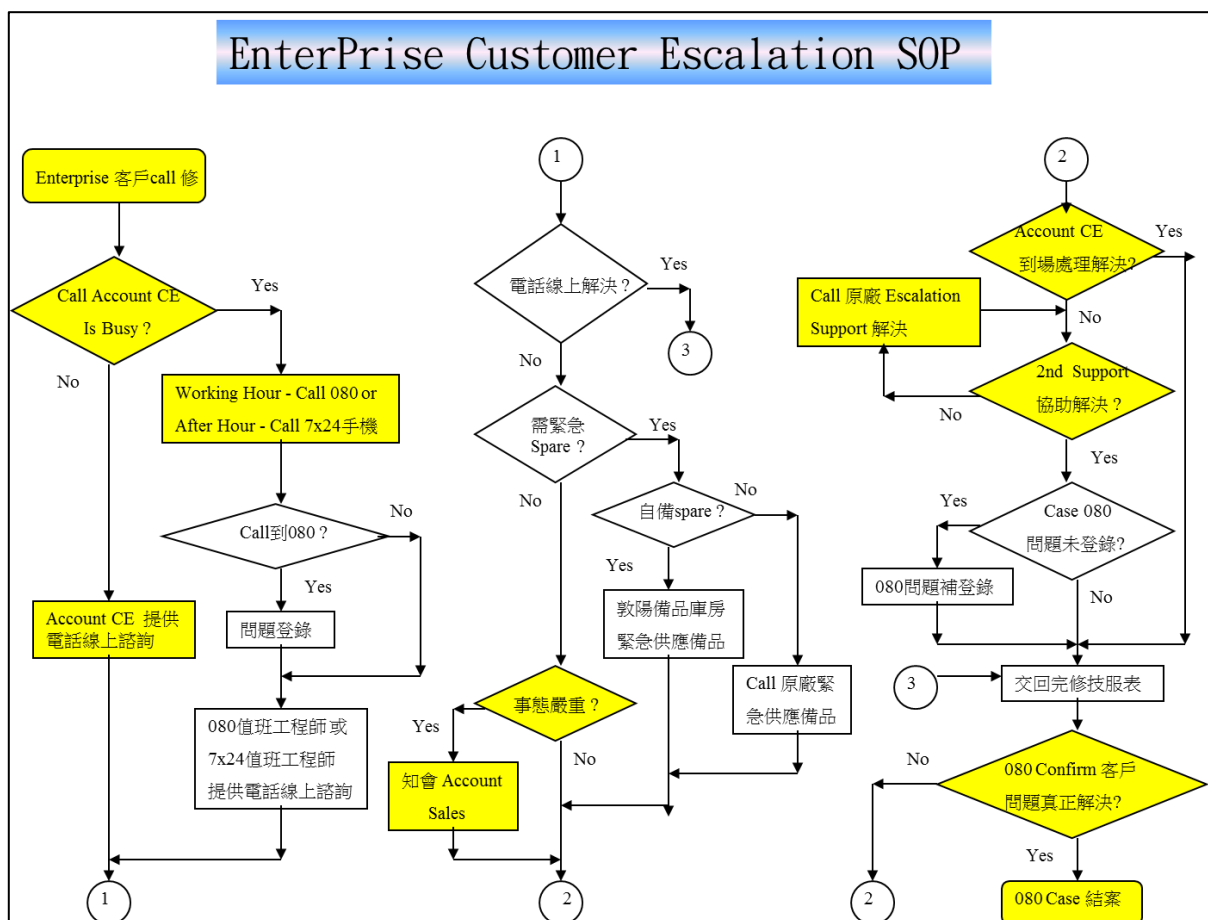 EnterPrise Customer Escalation SOP
Enterprise 客戶call 修
Call Account CE
Is Busy？
Yes
No
Working Hour - Call 080 or
After Hour - Call 7x24手機
Call到080？
No
Yes
Account CE 提供
電話線上諮詢
問題登錄
080值班工程師 或
7x24值班工程師
提供電話線上諮詢
1
1
電話線上解決？
Yes
3
No
需緊急
Spare？
Yes
No
自備spare？
No
Yes
敦陽備品庫房
緊急供應備品
Call 原廠緊
急供應備品
事態嚴重？
Yes
No
知會 Account
Sales
2
2
Account CE
到場處理解決?
Yes
No
Call 原廠 Escalation
Support 解決
2nd Support
協助解決？
No
Yes
Case 080
問題未登錄?
Yes
080問題補登錄
No
3
交回完修技服表
080 Confirm 客戶
問題真正解決?
No
Yes
2
080 Case 結案